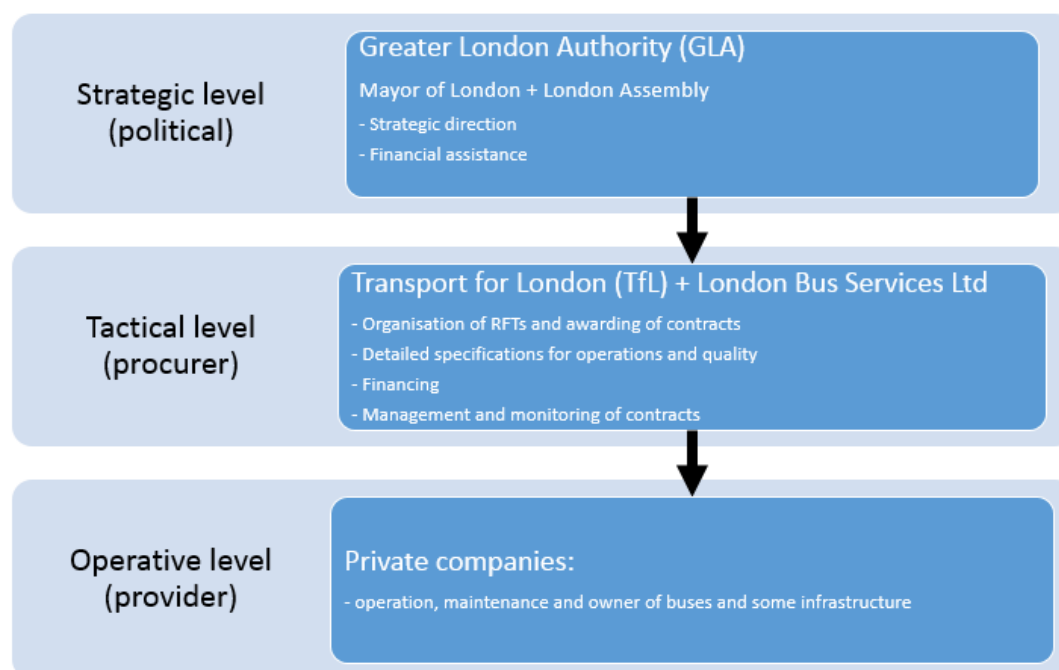 Strategic level
(political)
Greater London Authority (GLA)
Mayor of London + London Assembly
- Strategic direction
- Financial assistance
Tactical level
(procurer)
Transport for London (TfL) + London Bus Services Ltd
- Organisation of RFTs and awarding of contracts
- Detailed specifications for operations and quality
- Financing
- Management and monitoring of contracts
Operative level
(provider)
Private companies:
- operation, maintenance and owner of buses and some infrastructure